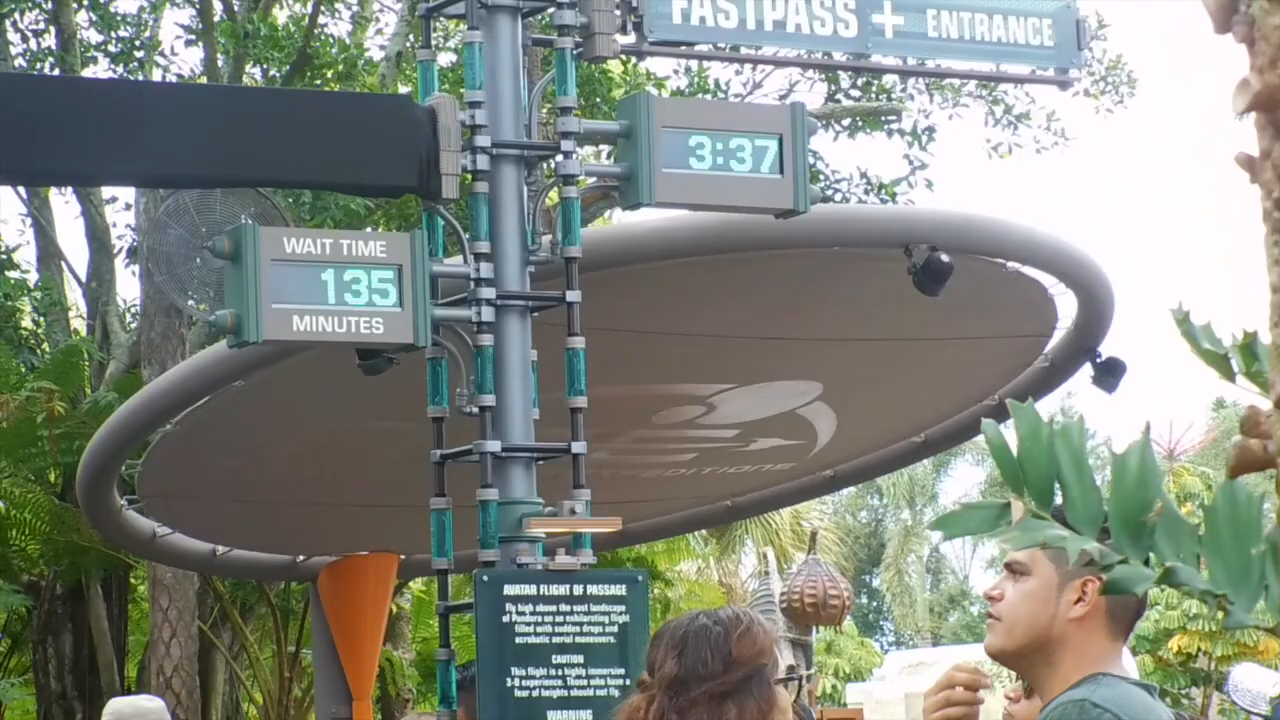 FASTPASS + ENTRANCE
3:37
WAIT TIME
135
MINUTES
AVATAR FLIGHT OF PASSAGE
Fly high above the vast landscape
of Pandora on an exhilarating flight
filled with sudden drops and
acrobatic aerial maneuvers.
CAUTION
This flight is a highly immersive
3-D experience. Those who have a
fear of heights should not fly.
WARNING